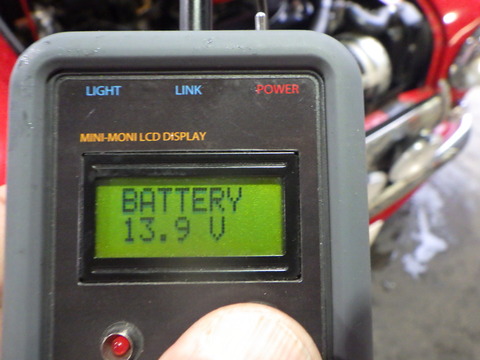 LIGHT LINK POWER
MINI-MONI LCD DISPLAY
BATTERY
13.9 V